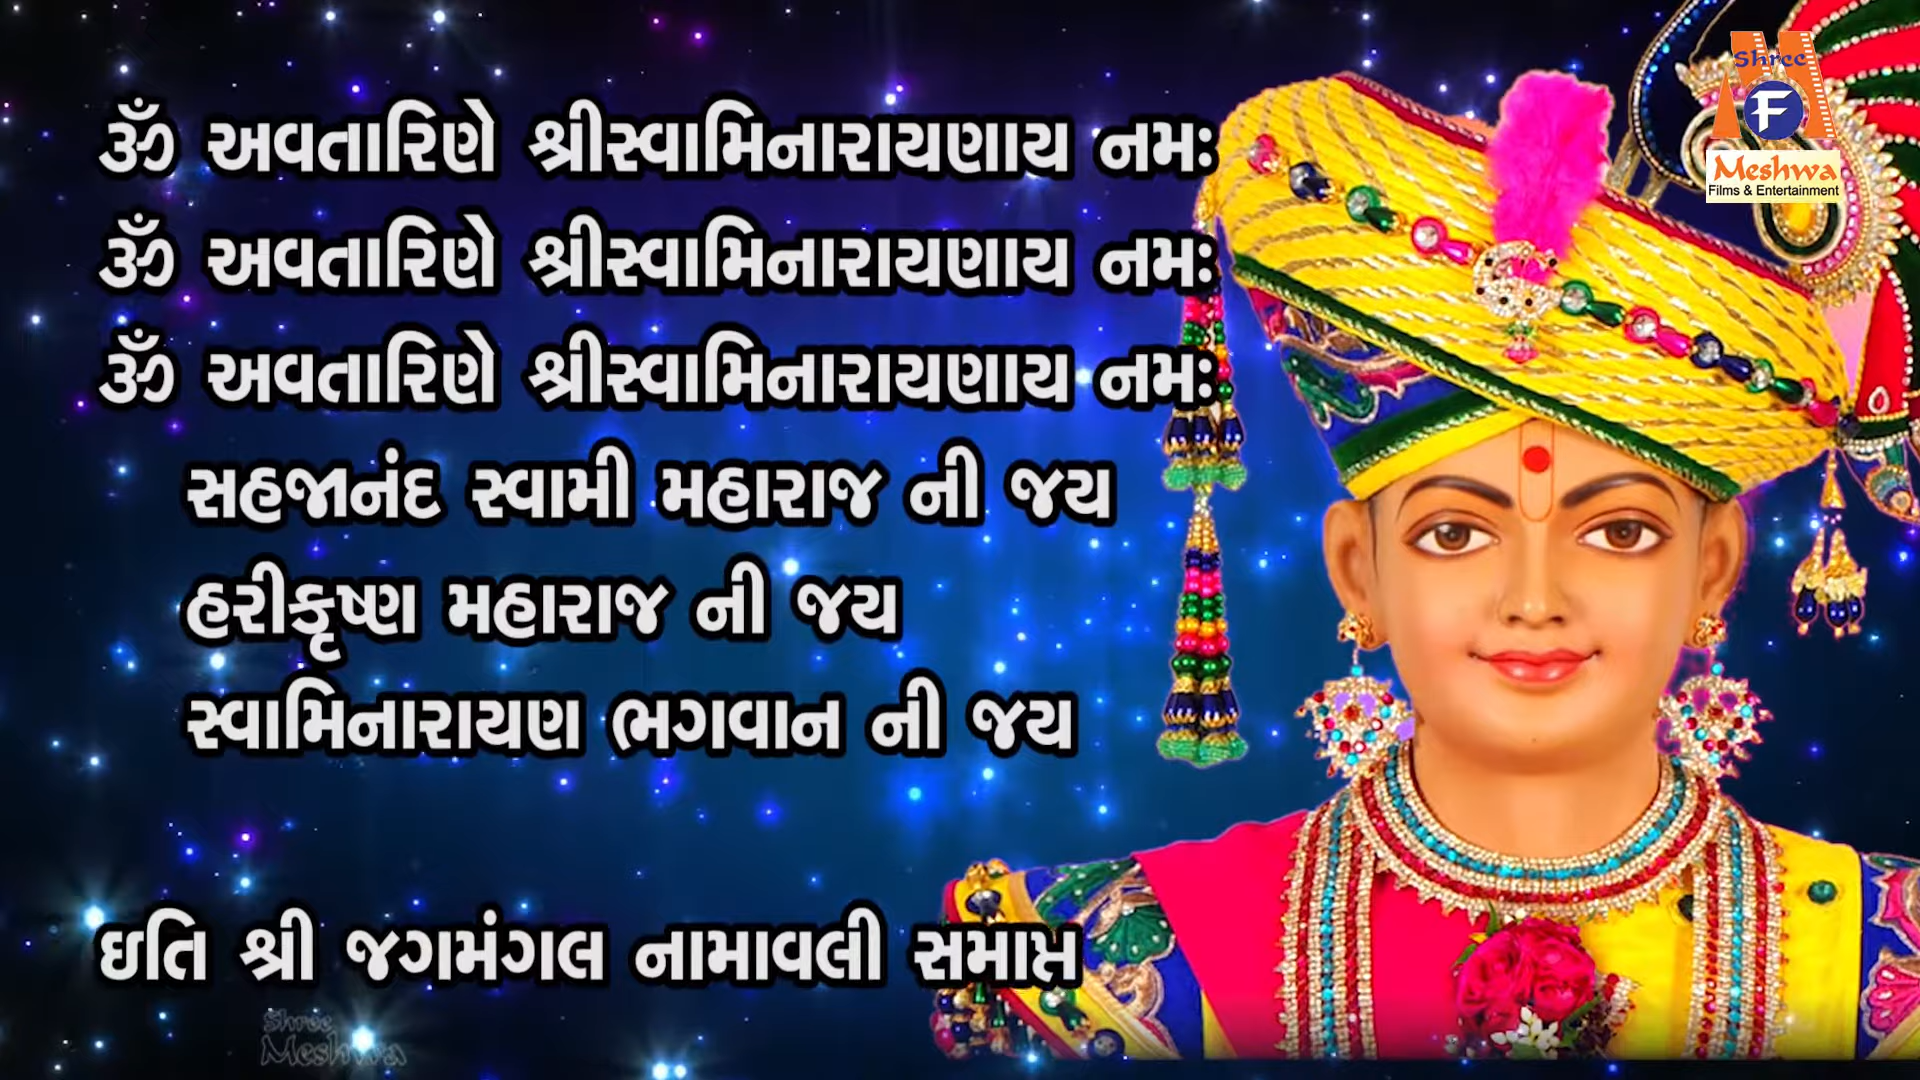 ૐ અવતારિણે શ્રીસ્વામિનારાયણાય નમઃ
ૐ અવતારિણે શ્રીસ્વામિનારાયણાય નમઃ
ૐ અવતારિણે શ્રીસ્વામિનારાયણાય નમઃ
સહજાનંદ સ્વામી મહારાજ ની જય
હરીકૃષ્ણ મહારાજ ની જય
સ્વામિનારાયણ ભગવાન ની જય
ઇતિ શ્રી જગમંગલ નામાવલી સમાપ્ત
Shree
F
Meshwa
Films & Entertainment
Shree
Meshwa